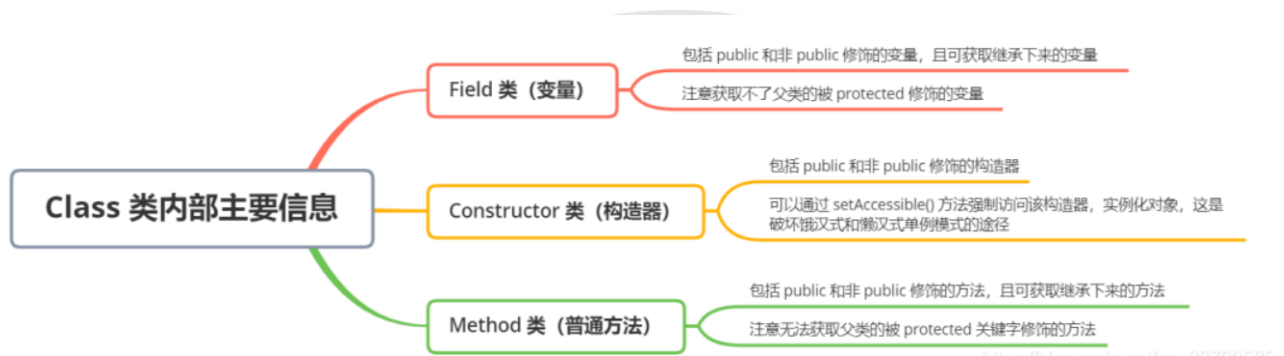 包括 public 和非 public 修饰的变量，且可获取继承下来的变量
Field 类（变量）
注意获取不了父类的被 protected 修饰的变量
包括 public 和非 public 修饰的构造器
Class 类内部主要信息
Constructor 类（构造器）
可以通过 setAccessible() 方法强制访问该构造器，实例化对象，这是
破坏饿汉式和懒汉式单例模式的途径
包括 public 和非 public 修饰的方法，且可获取继承下来的方法
Method 类（普通方法）
注意无法获取父类的被 protected 关键字修饰的方法